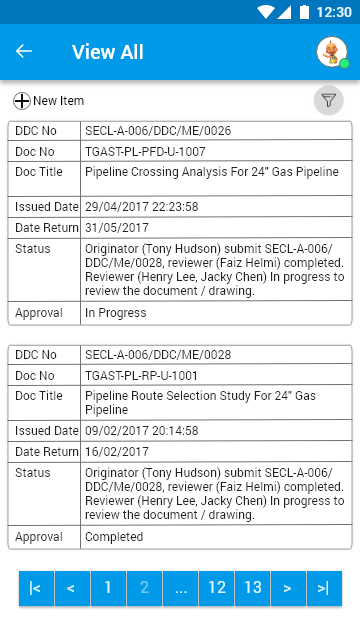 12:30
View All
New Item
DDC No SECL-A-006/DDC/ME/0026
Doc No TGAST-PL-PFD-U-1007
Doc Title Pipeline Crossing Analysis For 24" Gas Pipeline
Issued Date 29/04/2017 22:23:58
Date Return 31/05/2017
Status Originator (Tony Hudson) submit SECL-A-006/
DDC/Me/0028, reviewer (Faiz Helmi) completed.
Reviewer (Henry Lee, Jacky Chen) In progress to
review the document / drawing.
Approval In Progress
DDC No SECL-A-006/DDC/ME/0028
Doc No TGAST-PL-RP-U-1001
Doc Title Pipeline Route Selection Study For 24" Gas
Pipeline
Issued Date 09/02/2017 20:14:58
Date Return 16/02/2017
Status Originator (Tony Hudson) submit SECL-A-006/
DDC/Me/0028, reviewer (Faiz Helmi) completed.
Reviewer (Henry Lee, Jacky Chen) In progress to
review the document / drawing.
Approval Completed
|< < 1 2 ... 12 13 > >|